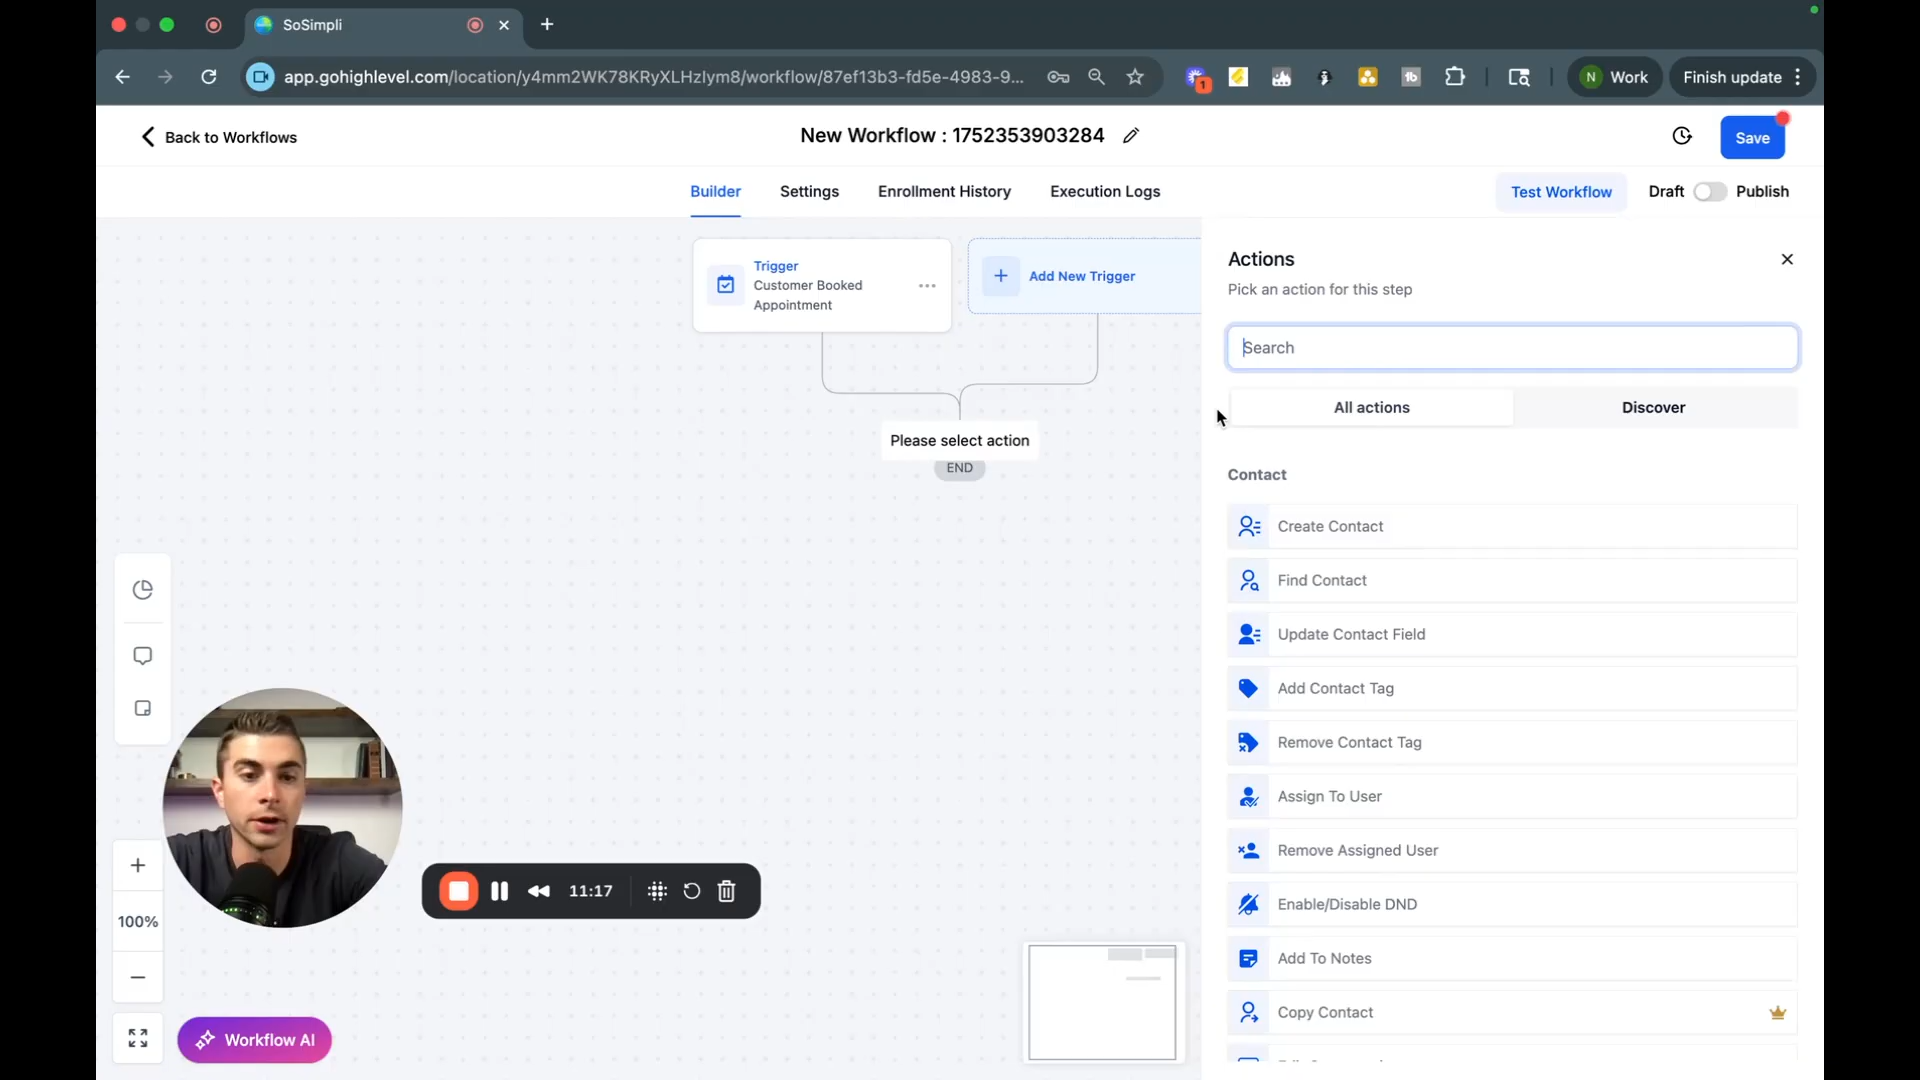 SoSimpli
app.gohighlevel.com/location/y4mm2WK78KRyXLHzIym8/workflow/87ef13b3-fd5e-4983-9...
1
N Work
Finish update
Back to Workflows
New Workflow : 1752353903284
Save
Builder
Settings
Enrollment History
Execution Logs
Test Workflow
Draft
Publish
Trigger
Customer Booked
Appointment
Add New Trigger
Please select action
END
Actions
Pick an action for this step
Search
All actions
Discover
Contact
Create Contact
Find Contact
Update Contact Field
Add Contact Tag
Remove Contact Tag
Assign To User
Remove Assigned User
Enable/Disable DND
Add To Notes
Copy Contact
11:17
100%
Workflow AI